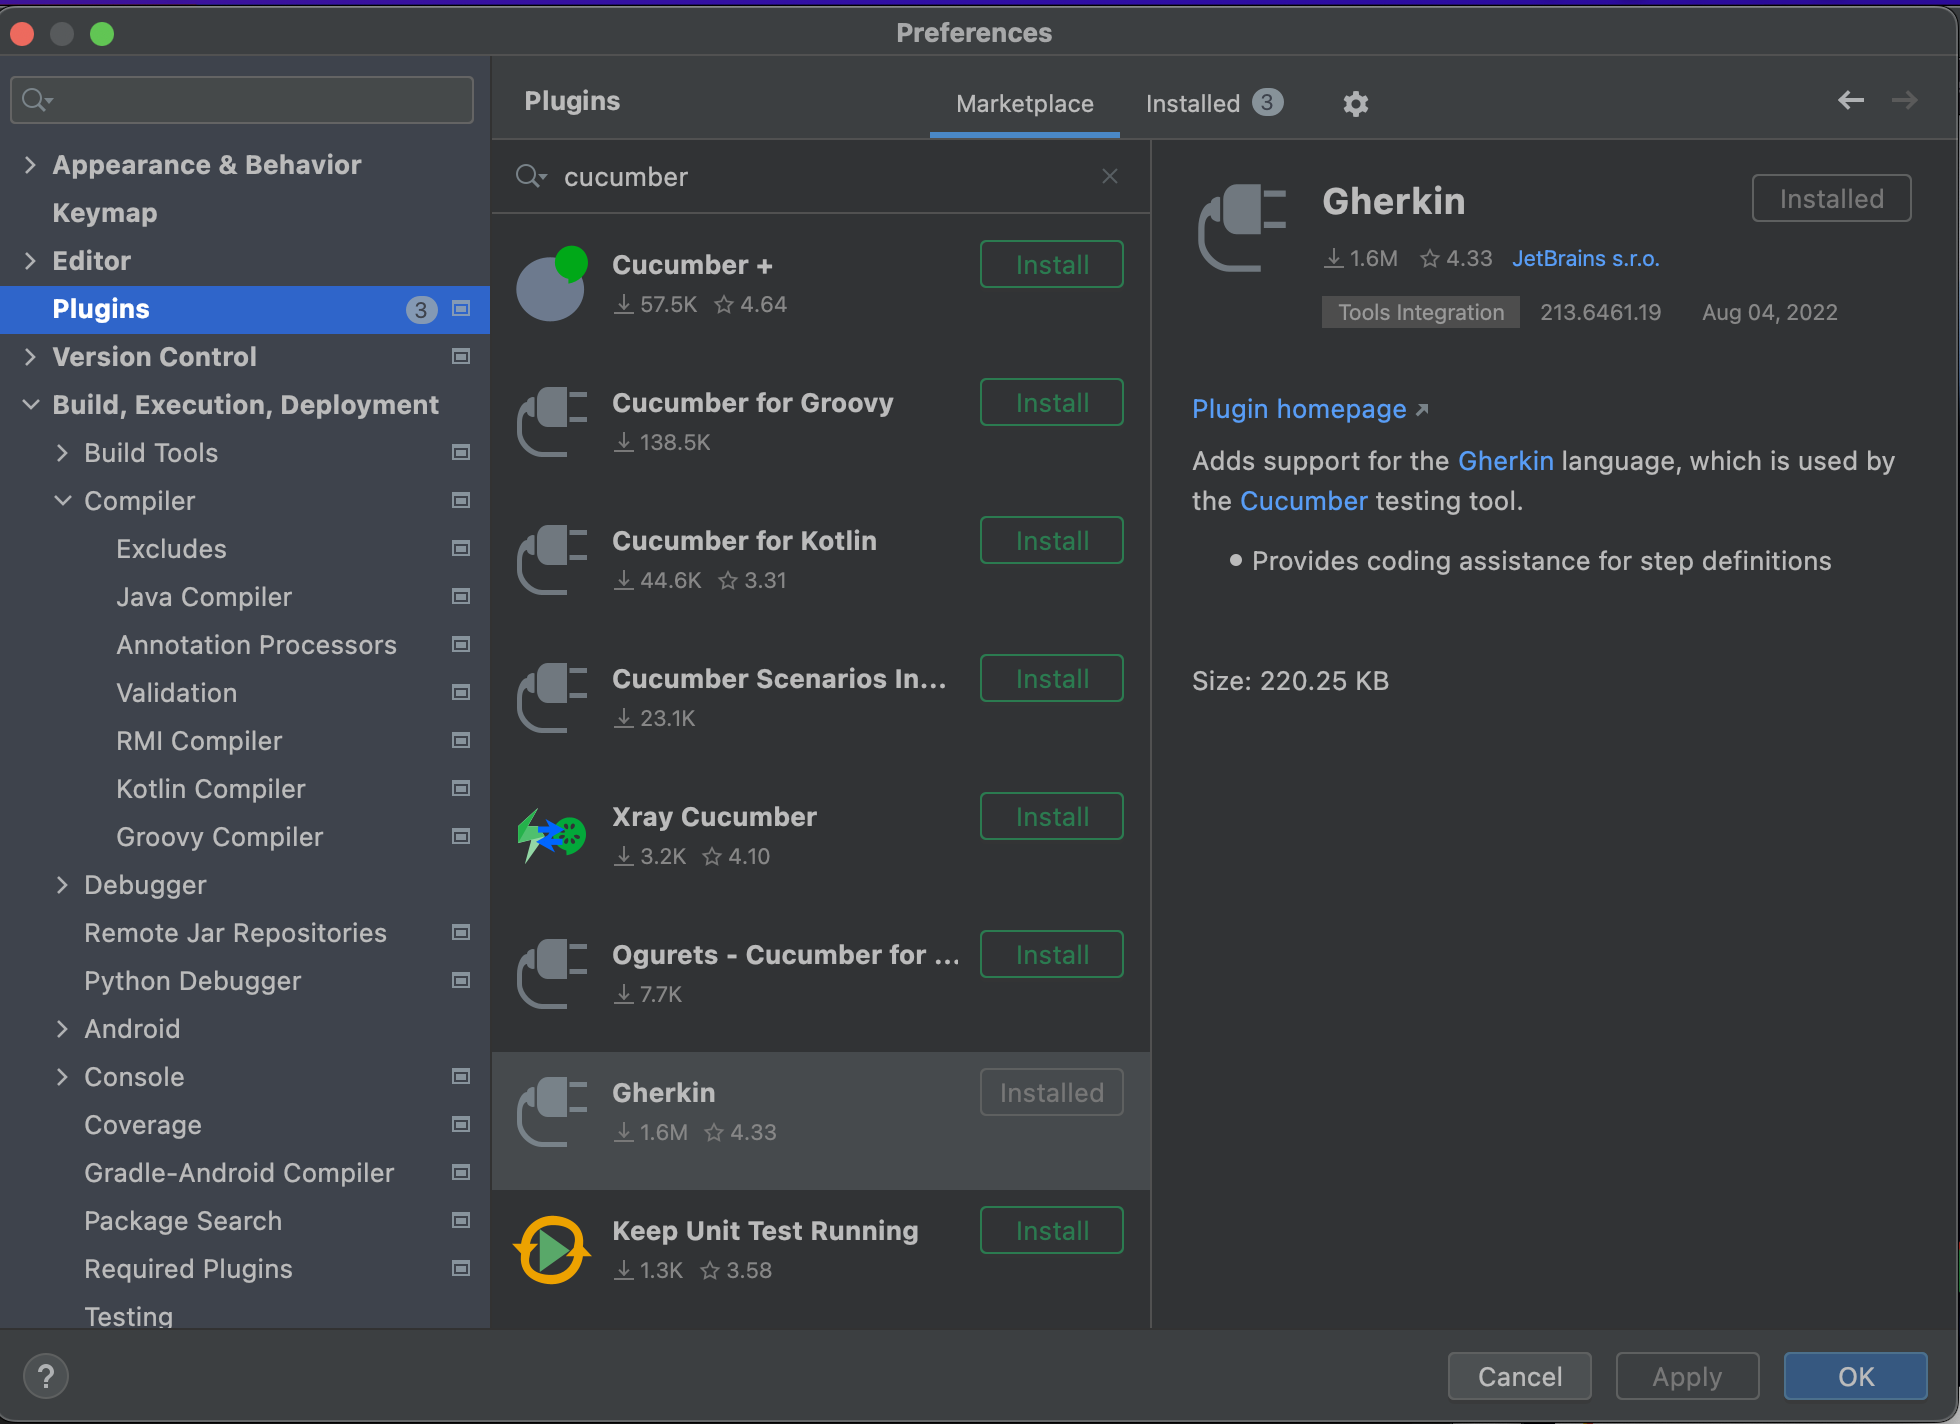 Preferences
Plugins
Marketplace
Installed 3
Appearance & Behavior
Keymap
Editor
Plugins 3
Version Control
Build, Execution, Deployment
Build Tools
Compiler
Excludes
Java Compiler
Annotation Processors
Validation
RMI Compiler
Kotlin Compiler
Groovy Compiler
Debugger
Remote Jar Repositories
Python Debugger
Android
Console
Coverage
Gradle-Android Compiler
Package Search
Required Plugins
Testing
cucumber
Cucumber +
Install
57.5K 4.64
Cucumber for Groovy
Install
138.5K
Cucumber for Kotlin
Install
44.6K 3.31
Cucumber Scenarios In...
Install
23.1K
Xray Cucumber
Install
3.2K 4.10
Ogurets - Cucumber for ...
Install
7.7K
Gherkin
Installed
1.6M 4.33
Keep Unit Test Running
Install
1.3K 3.58
Gherkin
Installed
1.6M 4.33 JetBrains s.r.o.
Tools Integration 213.6461.19 Aug 04, 2022
Plugin homepage
Adds support for the Gherkin language, which is used by
the Cucumber testing tool.
• Provides coding assistance for step definitions
Size: 220.25 KB
?
Cancel
Apply
OK